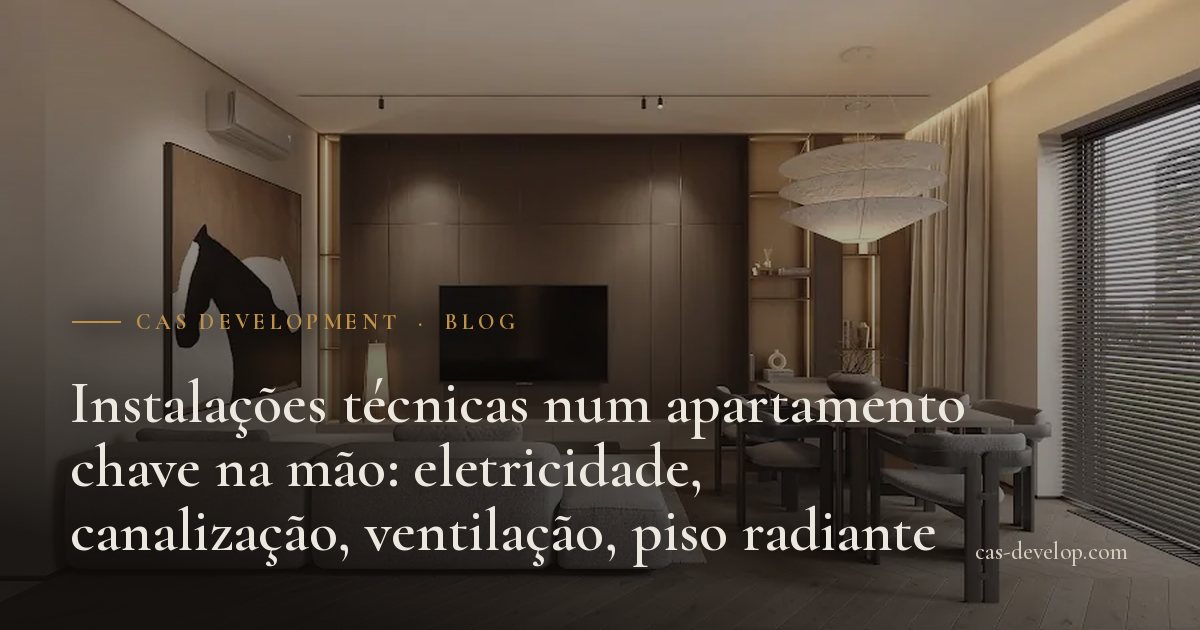 CAS DEVELOPMENT · BLOG
Instalações técnicas num apartamento
chave na mão: eletricidade,
canalização, ventilação, piso radiante
cas-develop.com